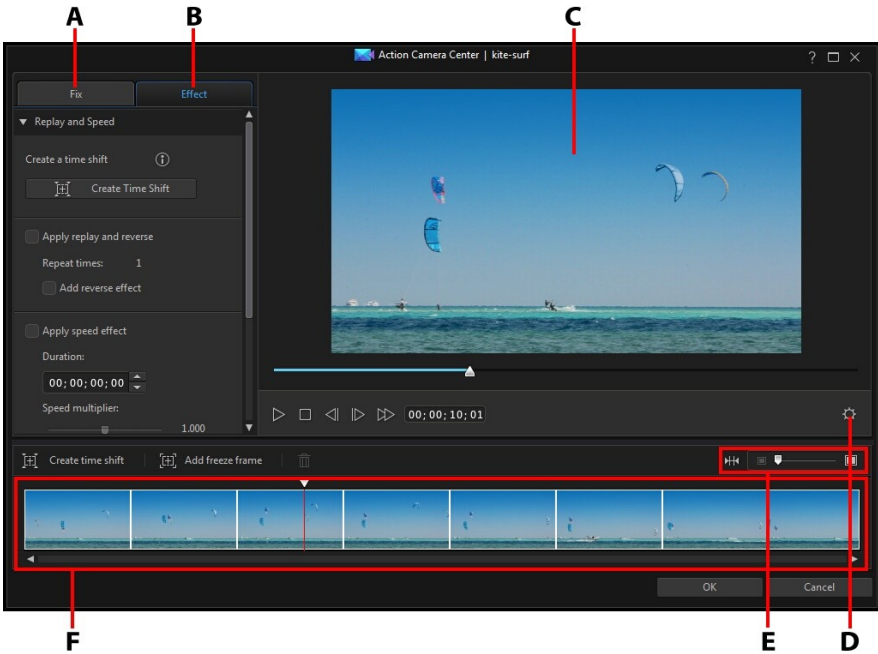 A B C
Action Camera Center | kite-surf
?
Fix Effect
Replay and Speed
Create a time shift
Create Time Shift
Apply replay and reverse
Repeat times: 1
Add reverse effect
Apply speed effect
Duration:
00; 00; 00; 00
Speed multiplier:
1.000
00; 00; 10; 01
Create time shift Add freeze frame
OK Cancel
F E D